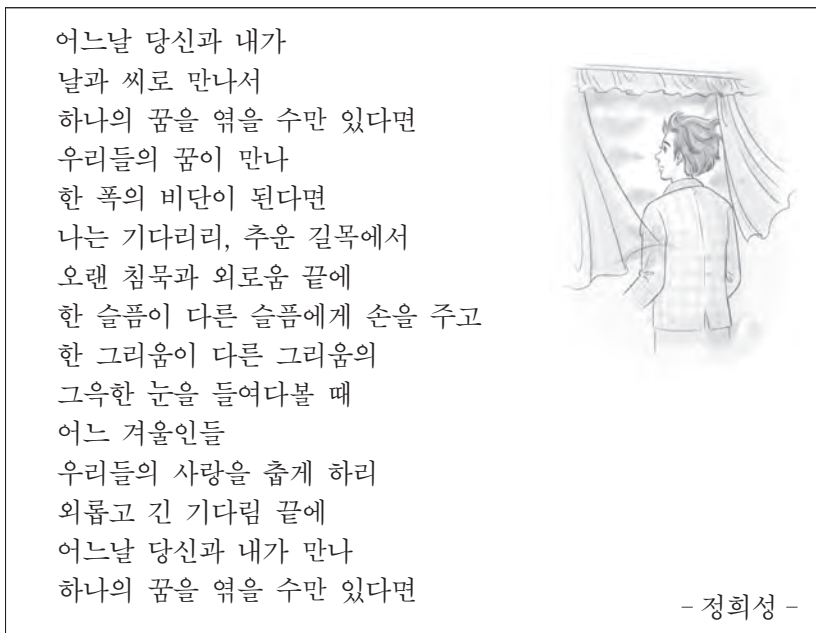 어느날 당신과 내가
날과 씨로 만나서
하나의 꿈을 엮을 수만 있다면
우리들의 꿈이 만나
한 폭의 비단이 된다면
나는 기다리리, 추운 길목에서
오랜 침묵과 외로움 끝에
한 슬픔이 다른 슬픔에게 손을 주고
한 그리움이 다른 그리움의
그윽한 눈을 들여다볼 때
어느 겨울인들
우리들의 사랑을 춥게 하리
외롭고 긴 기다림 끝에
어느날 당신과 내가 만나
하나의 꿈을 엮을 수만 있다면
– 정희성 –